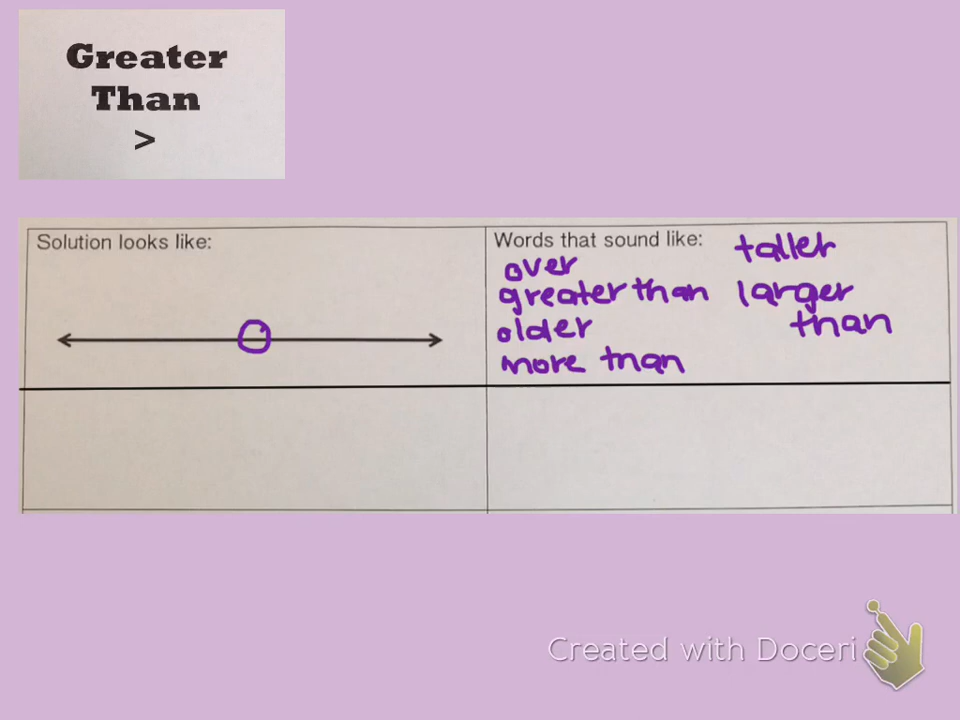 Greater
Than
>
Solution looks like:
Words that sound like:
over
greater than
older
more than
taller
larger
than
Created with Doceri